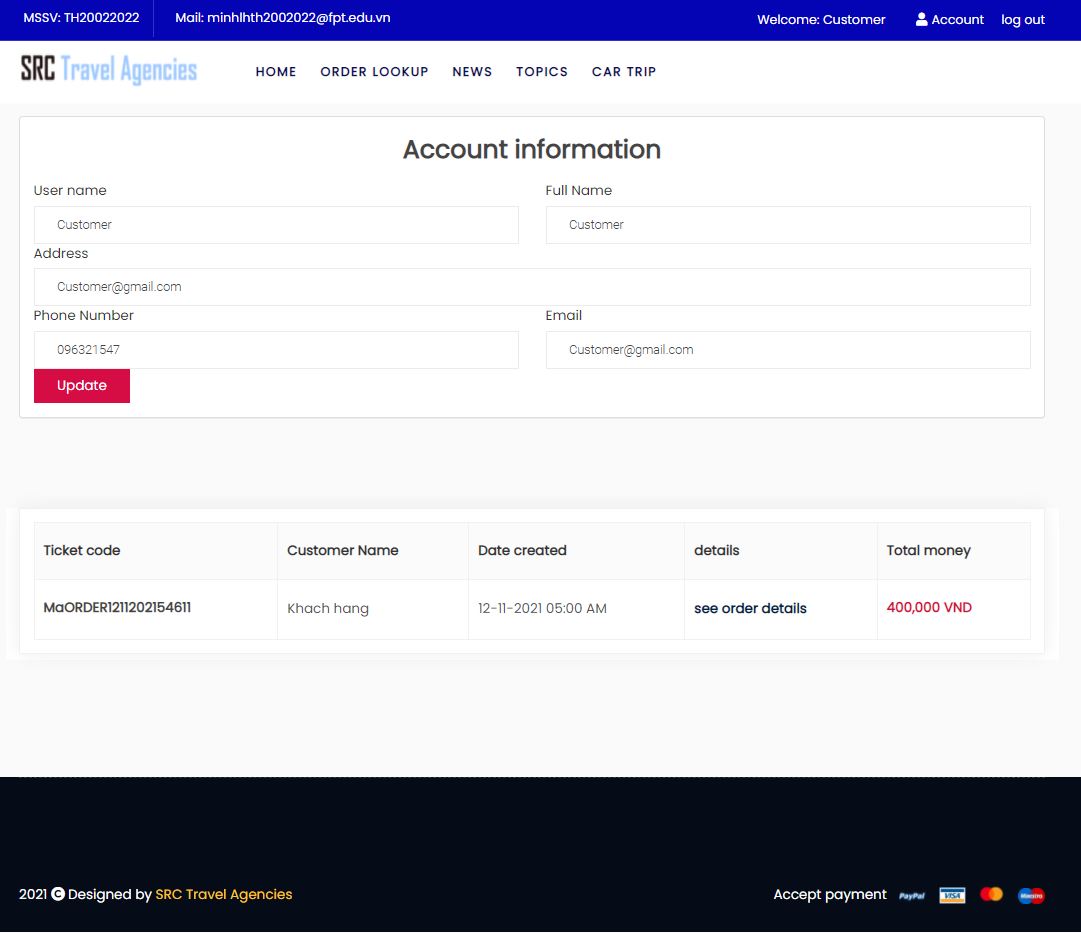 MSSV: TH20022022 Mail: minhlhth2002022@fpt.edu.vn Welcome: Customer Account log out
SRC Travel Agencies HOME ORDER LOOKUP NEWS TOPICS CAR TRIP
Account information
User name Full Name
Customer Customer
Address
Customer@gmail.com
Phone Number Email
096321547 Customer@gmail.com
Update
Ticket code Customer Name Date created details Total money
MaORDER1211202154611 Khach hang 12-11-2021 05:00 AM see order details 400,000 VND
2021 © Designed by SRC Travel Agencies Accept payment PayPal VISA Maestro